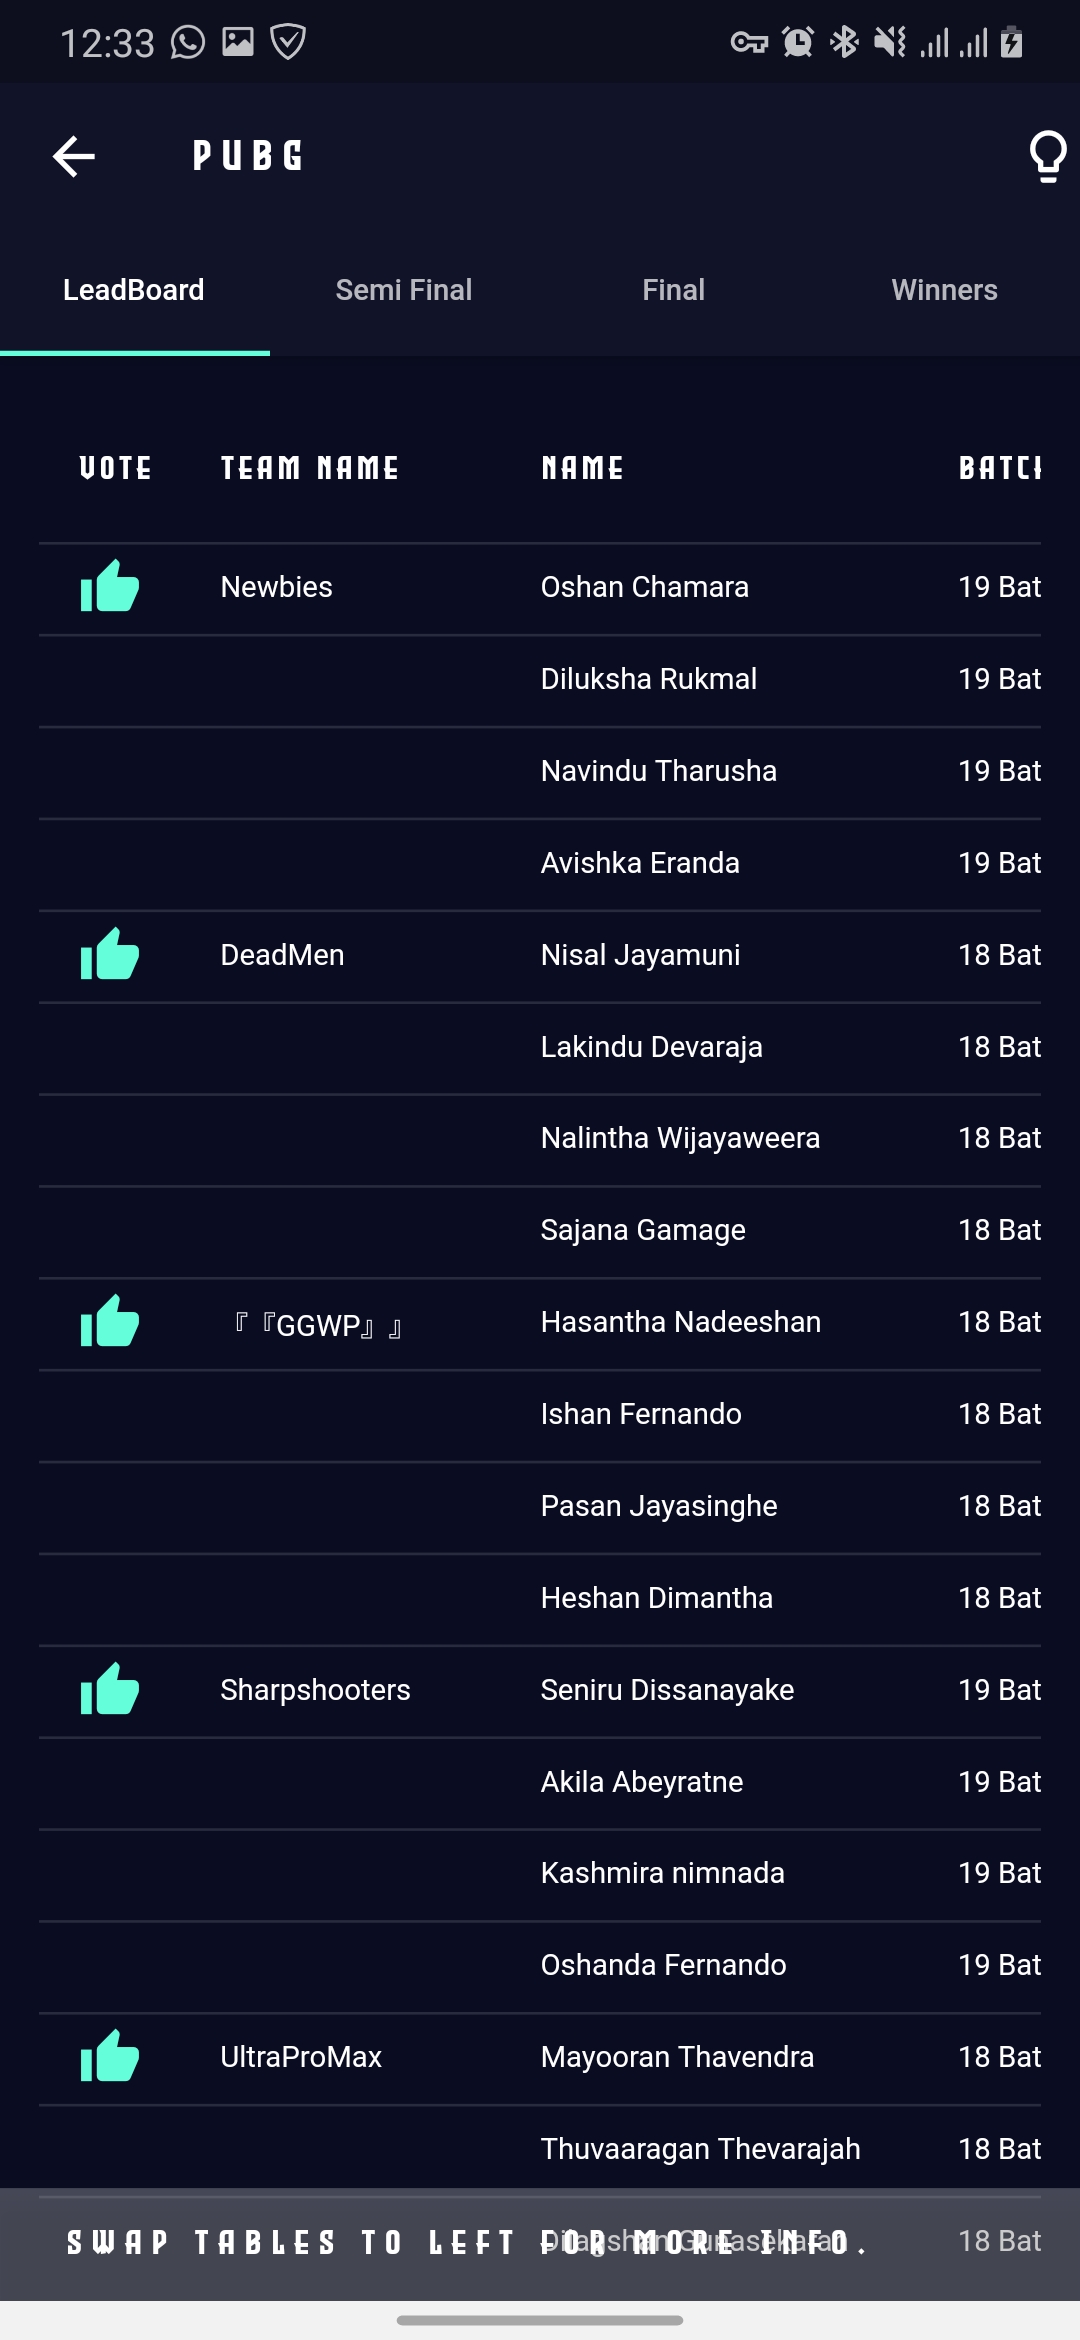 12:33
PUBG
LeadBoard Semi Final Final Winners
VOTE TEAM NAME NAME BATCH
Newbies Oshan Chamara 19 Bat
Diluksha Rukmal 19 Bat
Navindu Tharusha 19 Bat
Avishka Eranda 19 Bat
DeadMen Nisal Jayamuni 18 Bat
Lakindu Devaraja 18 Bat
Nalintha Wijayaweera 18 Bat
Sajana Gamage 18 Bat
『『GGWP』』 Hasantha Nadeeshan 18 Bat
Ishan Fernando 18 Bat
Pasan Jayasinghe 18 Bat
Heshan Dimantha 18 Bat
Sharpshooters Seniru Dissanayake 19 Bat
Akila Abeyratne 19 Bat
Kashmira nimnada 19 Bat
Oshanda Fernando 19 Bat
UltraProMax Mayooran Thavendra 18 Bat
Thuvaaragan Thevarajah 18 Bat
Gunasekaran 18 Bat
SWAP TABLES TO LEFT FOR MORE INFO.